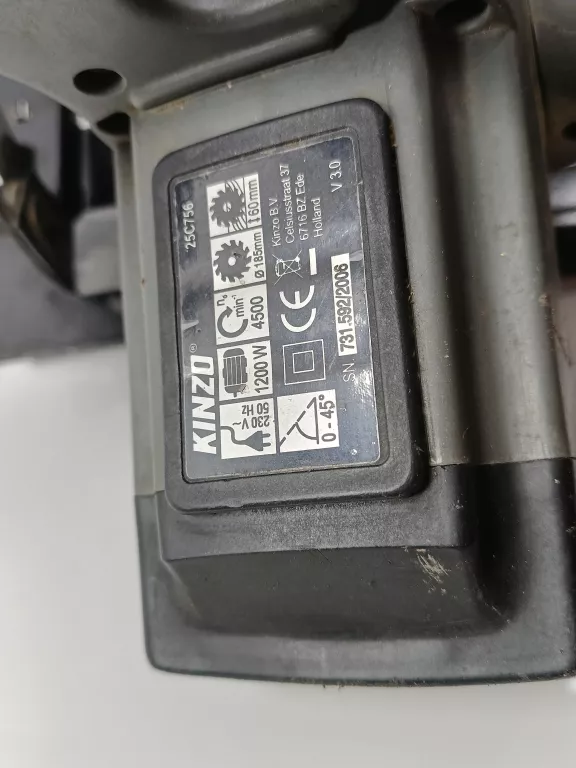 KINZO®
25C756
230 V~
50 Hz
1200 W
n₀
min⁻¹
4500
Ø 185mm
60mm
0 - 45°
CE
Kinzo B.V.
Celsiusstraat 37
6716 BZ Ede
Holland
SN 731.592/2006
V 3.0